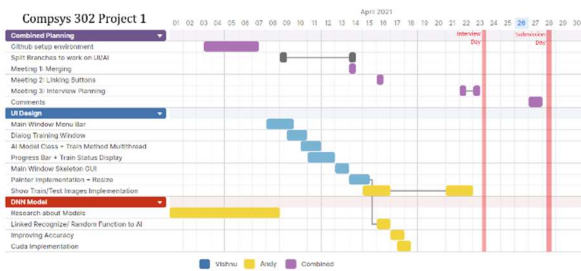 Compsys 302 Project 1
April 2021
01 02 03 04 05 06 07 08 09 10 11 12 13 14 15 16 17 18 19 20 21 22 23 24 25 26 27 28 29 30
Interview Day
Submission Day
Combined Planning
Github setup environment
Split Branches to work on UI/AI
Meeting 1: Merging
Meeting 2: Linking Buttons
Meeting 3: Interview Planning
Comments
UI Design
Main Window Menu Bar
Dialog Training Window
AI Model Class + Train Method Multithread
Progress Bar + Train Status Display
Main Window Skeleton GUI
Painter Implementation + Resize
Show Train/Test Images Implementation
DNN Model
Research about Models
Linked Recognize/ Random Function to AI
Improving Accuracy
Cuda Implementation
Vishnu Andy Combined